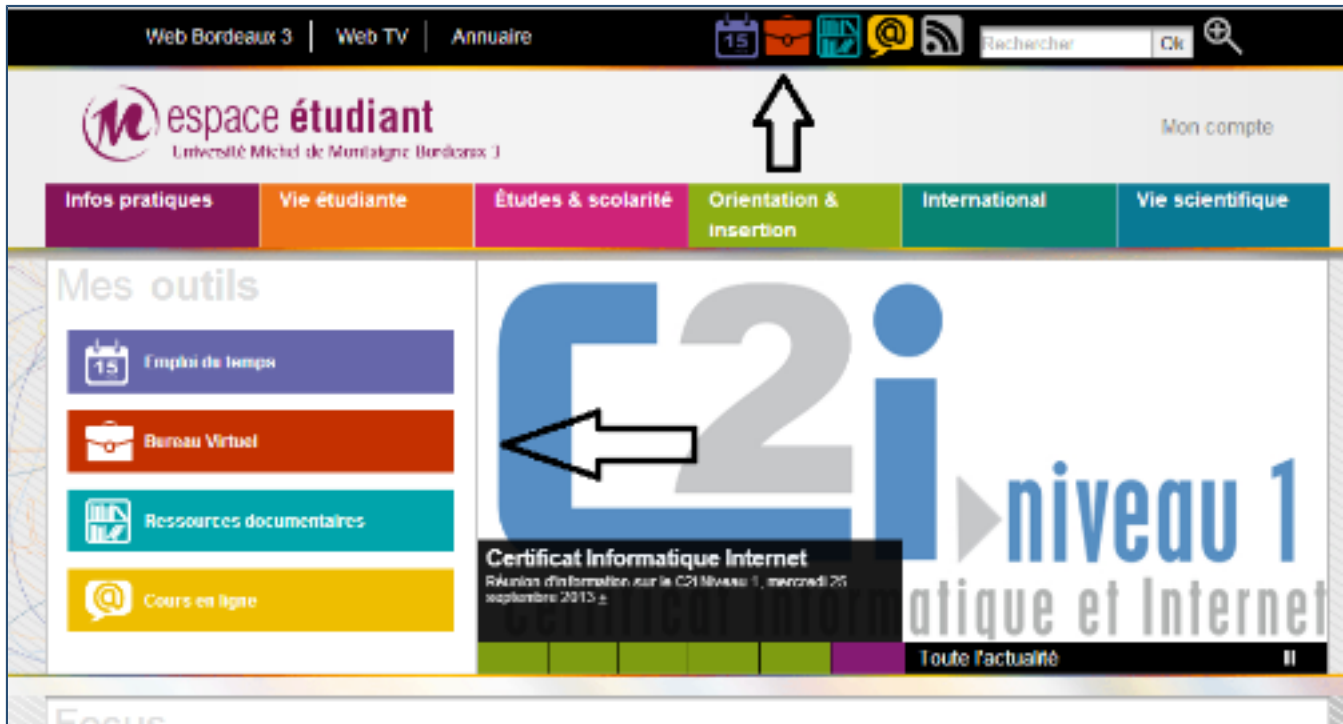 Web Bordeaux 3 | Web TV | Annuaire
15
Rechercher
Ok
espace étudiant
Université Michel de Montaigne Bordeaux 3
Mon compte
Infos pratiques
Vie étudiante
Études & scolarité
Orientation &
insertion
International
Vie scientifique
Mes outils
15 Emploi du temps
Bureau Virtuel
Ressources documentaires
@ Cours en ligne
C2i
niveau 1
Certificat Informatique et Internet
Certificat Informatique Internet
Réunion d'information sur le C2i Niveau 1, mercredi 25
septembre 2013 +
Toute l'actualité
Focus